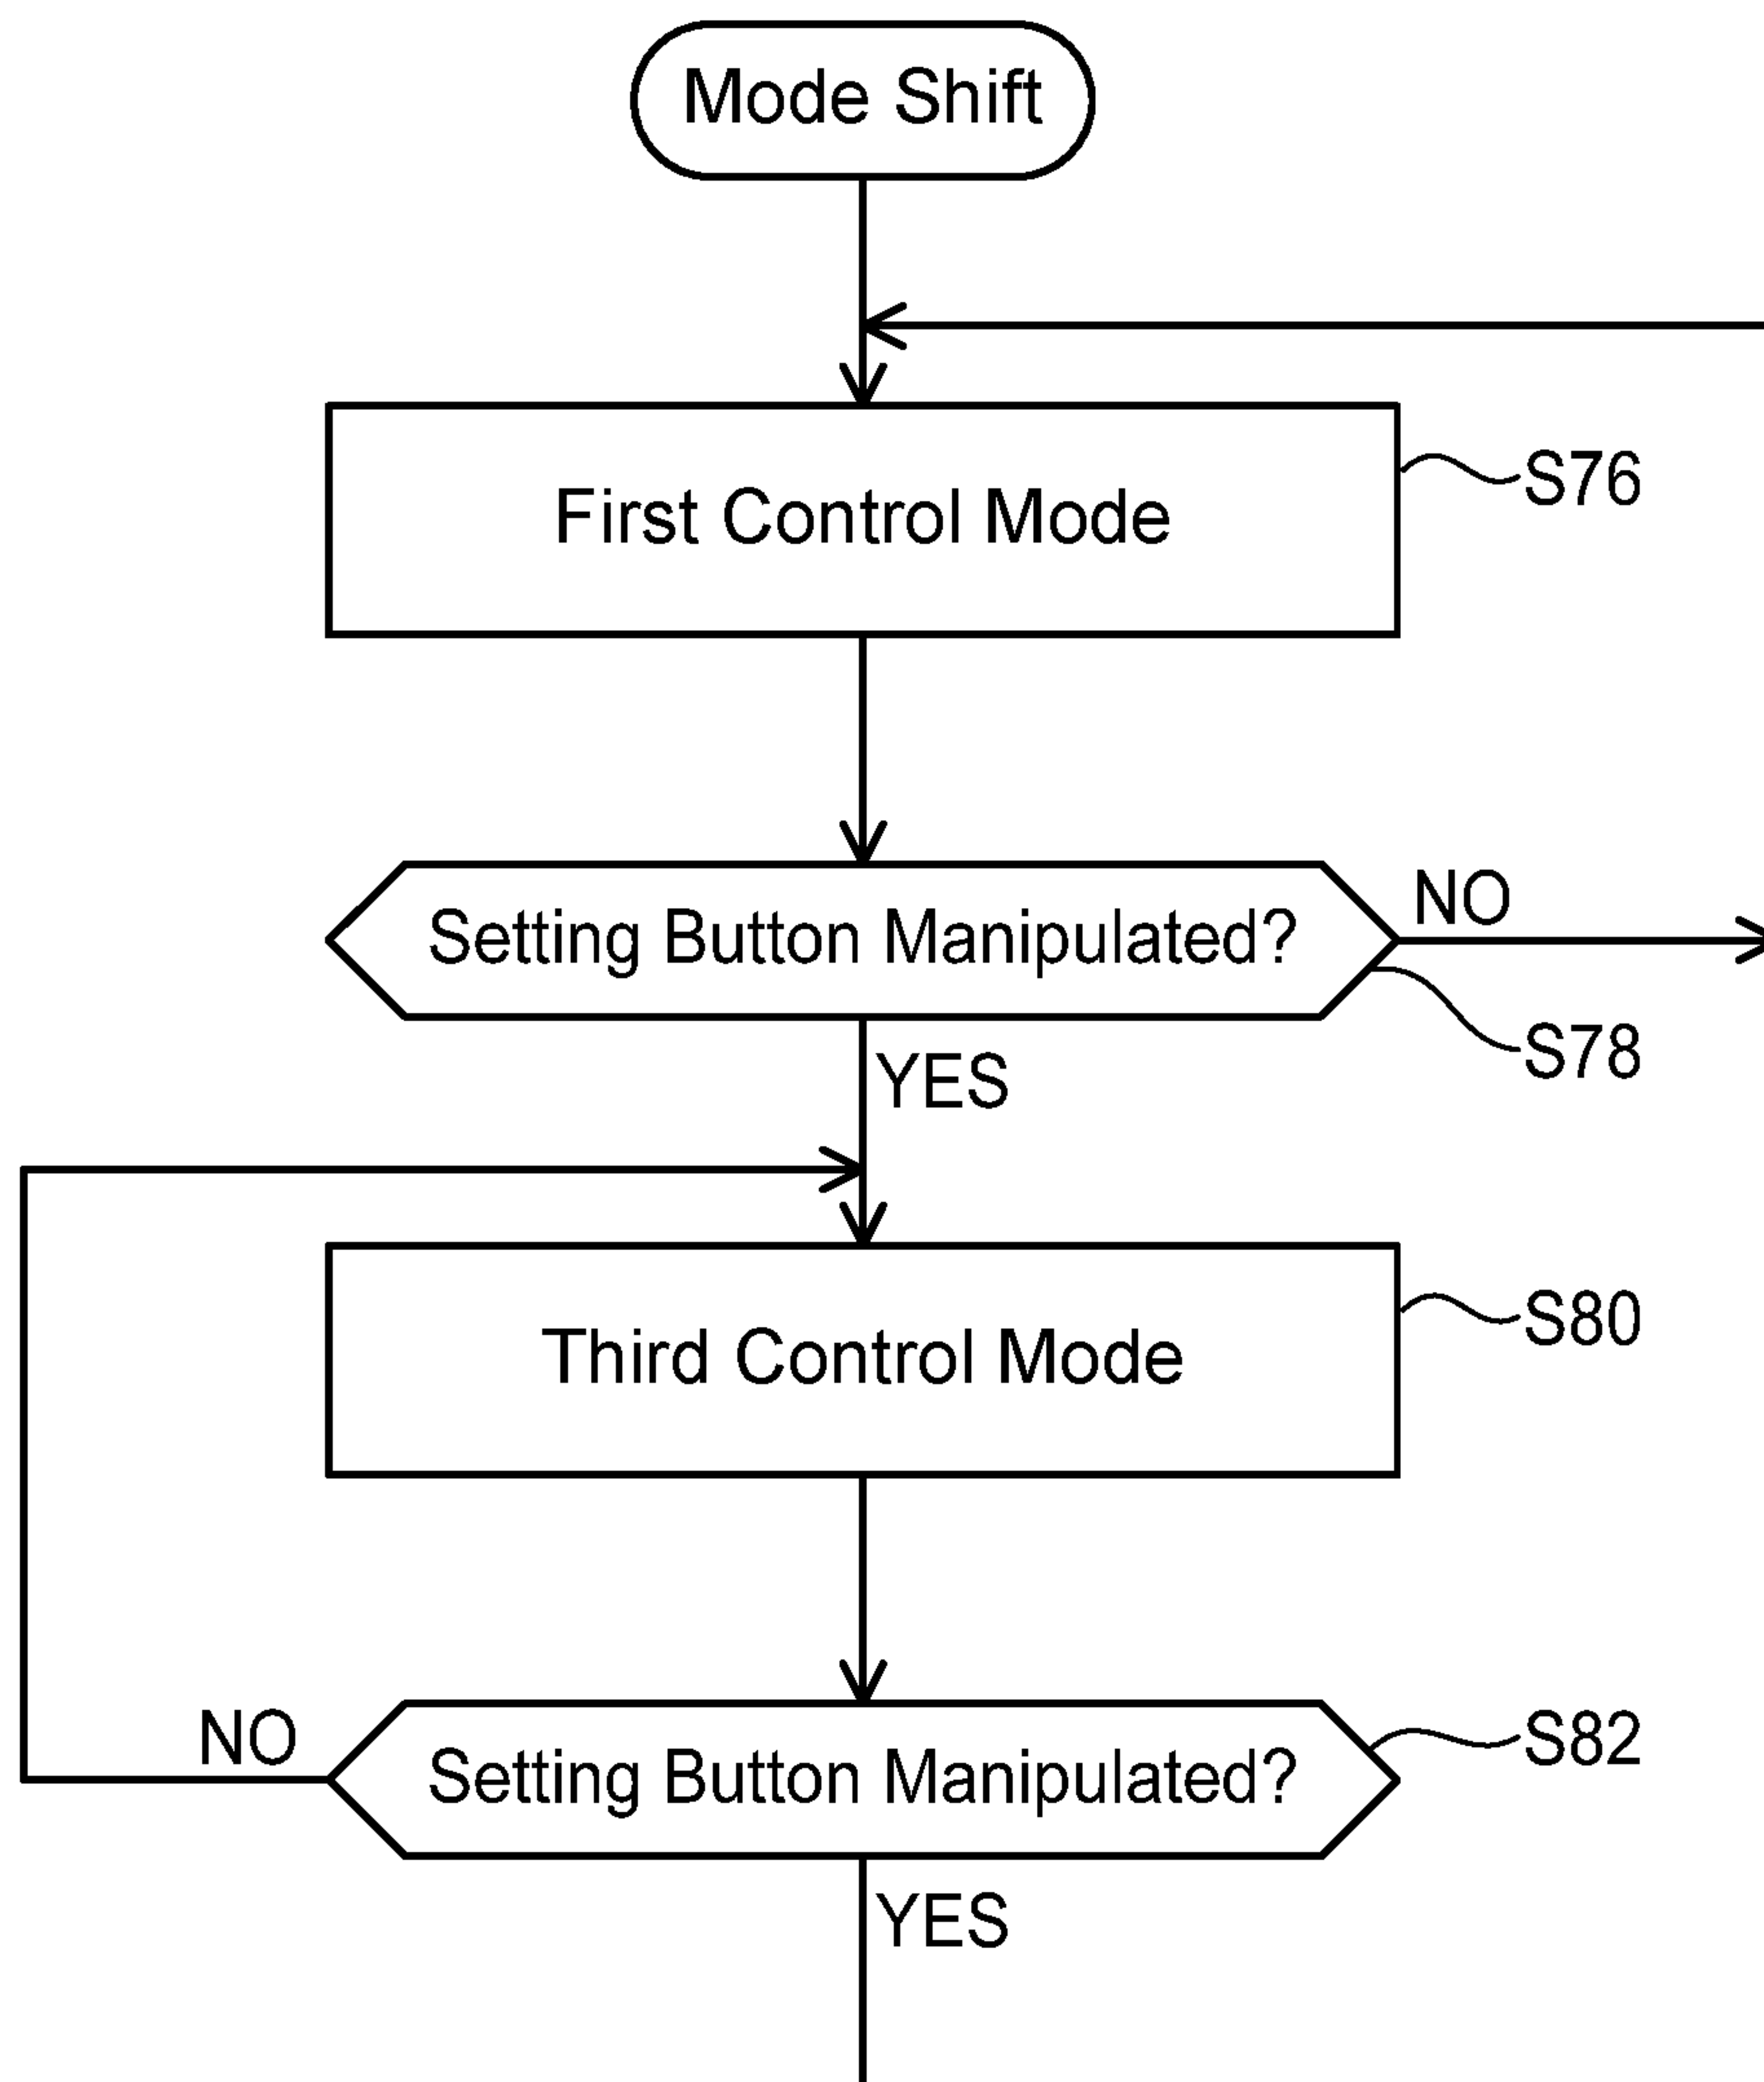 Mode Shift
First Control Mode
S76
Setting Button Manipulated?
NO
S78
YES
Third Control Mode
S80
NO
Setting Button Manipulated?
S82
YES